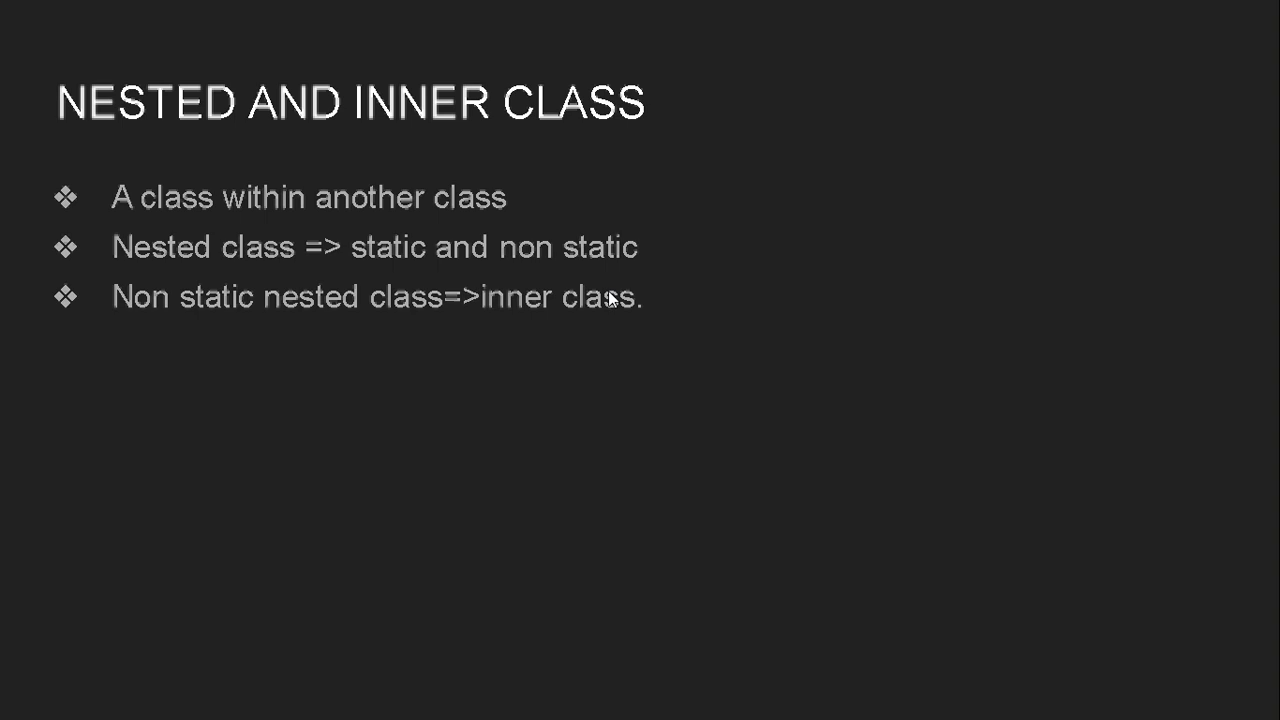 NESTED AND INNER CLASS
❖ A class within another class
❖ Nested class => static and non static
❖ Non static nested class=>inner class.